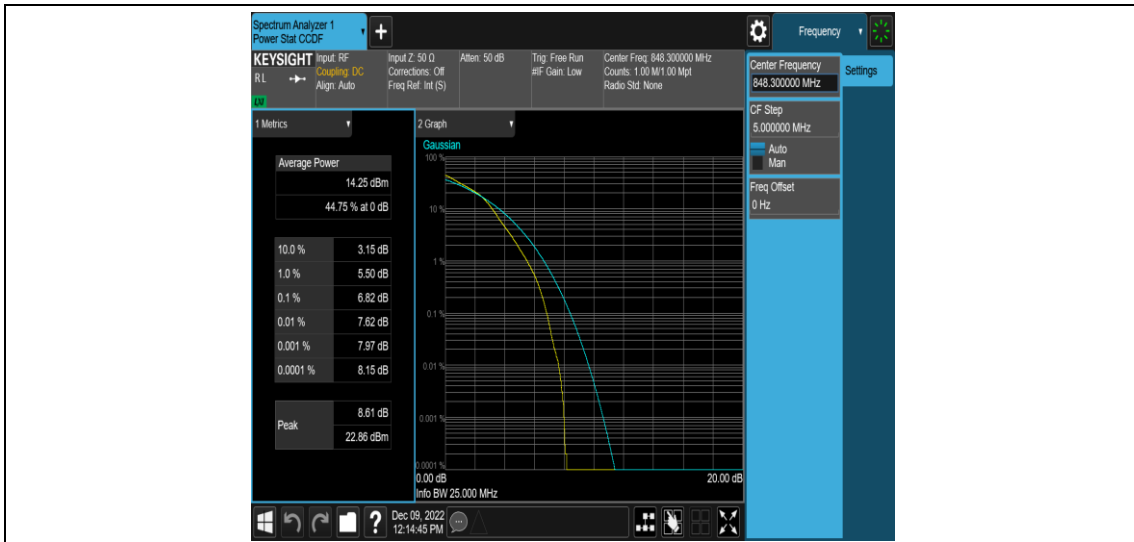 Spectrum Analyzer 1
Power Stat CCDF
Frequency
KEYSIGHT
RL
LXI
Input: RF
Coupling: DC
Align: Auto
Input Z: 50 Ω
Corrections: Off
Freq Ref: Int (S)
Atten: 50 dB
Trig: Free Run
#IF Gain: Low
Center Freq: 848.300000 MHz
Counts: 1.00 M/1.00 Mpt
Radio Std: None
Center Frequency
848.300000 MHz
Settings
CF Step
5.000000 MHz
Auto
Man
Freq Offset
0 Hz
1 Metrics
Average Power
14.25 dBm
44.75 % at 0 dB
10.0 % 3.15 dB
1.0 % 5.50 dB
0.1 % 6.82 dB
0.01 % 7.62 dB
0.001 % 7.97 dB
0.0001 % 8.15 dB
Peak
8.61 dB
22.86 dBm
2 Graph
Gaussian
100 %
10 %
1 %
0.1 %
0.01 %
0.001 %
0.0001 %
0.00 dB 20.00 dB
Info BW 25.000 MHz
Dec 09, 2022
12:14:45 PM